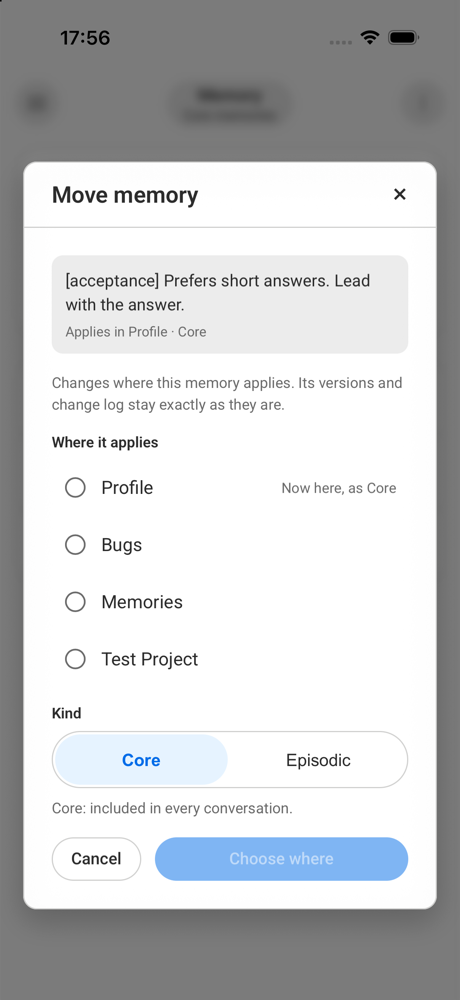 17:56
Memory
Move memory
×
[acceptance] Prefers short answers. Lead
with the answer.
Applies in Profile · Core
Changes where this memory applies. Its versions and
change log stay exactly as they are.
Where it applies
Profile
Now here, as Core
Bugs
Memories
Test Project
Kind
Core
Episodic
Core: included in every conversation.
Cancel
Choose where